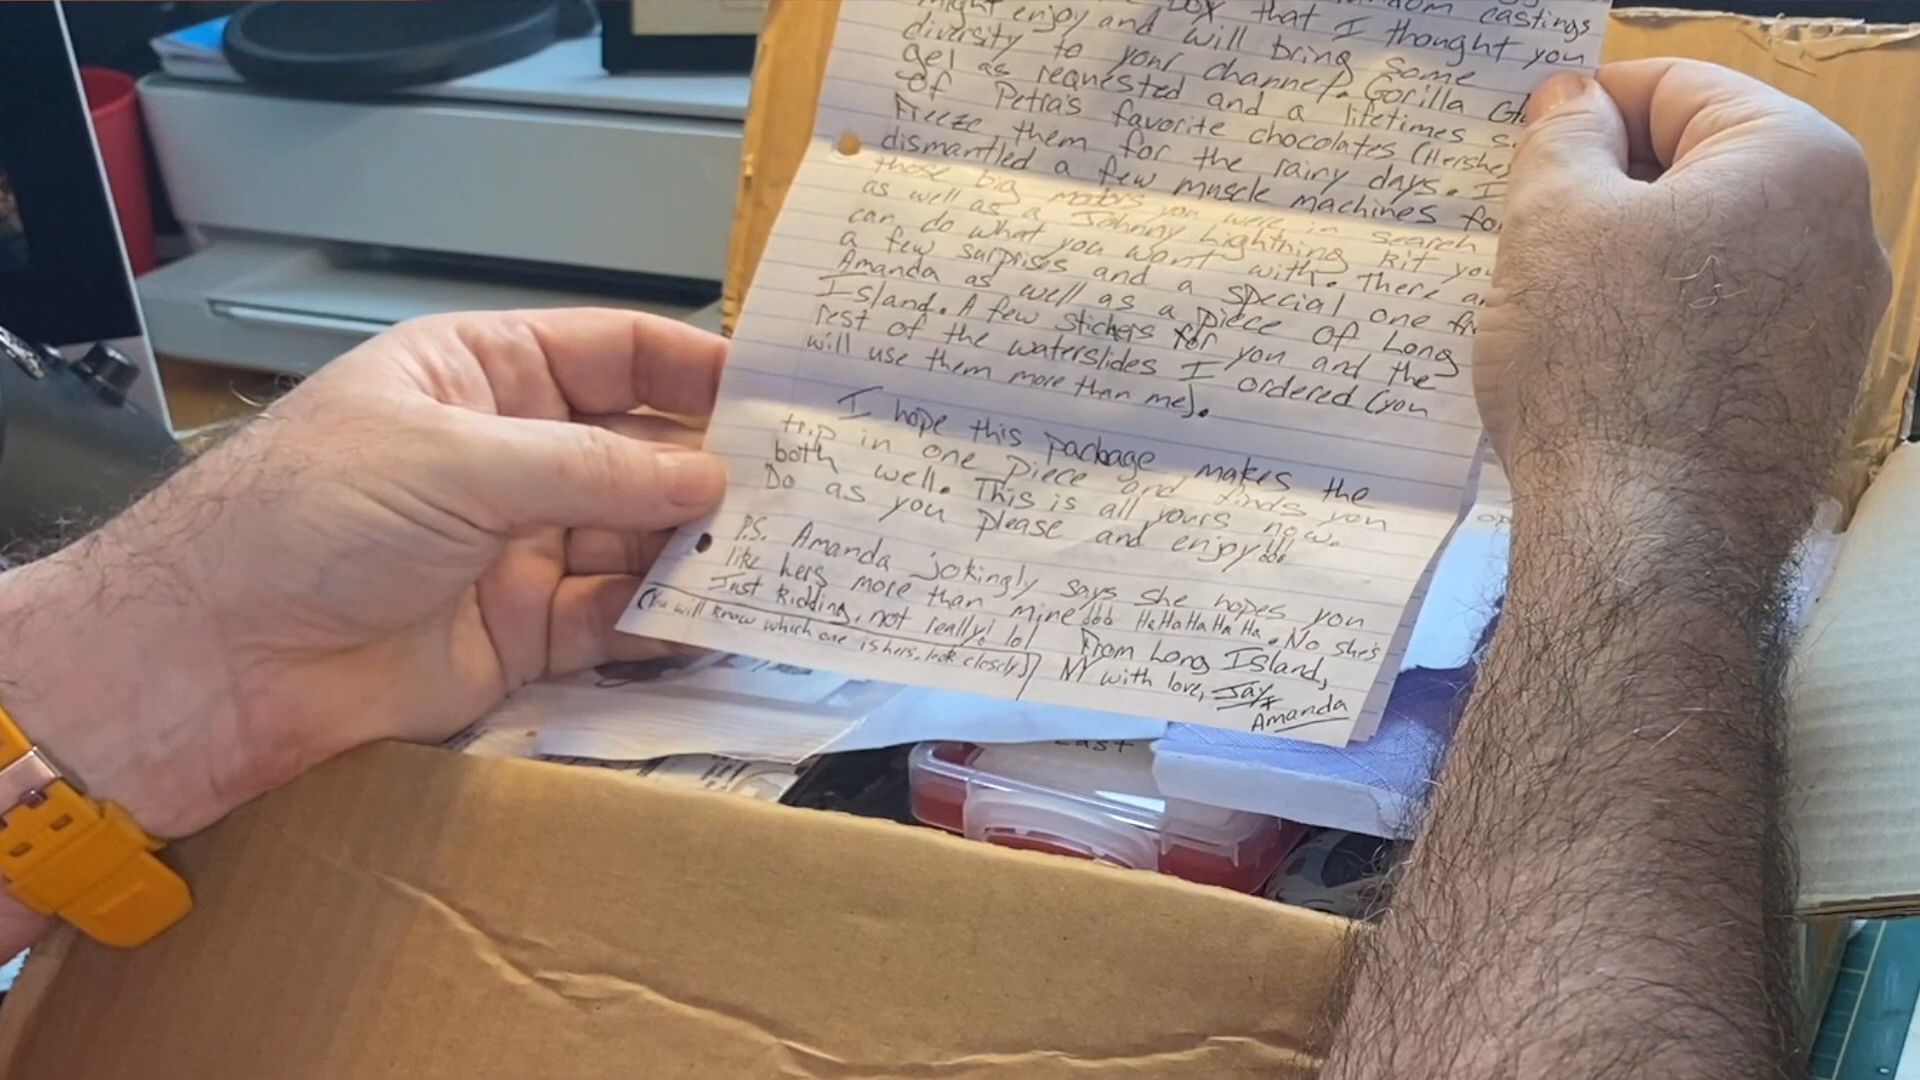 box that I thought you
might enjoy and will bring some
diversity to your channel. Gorilla
gel as requested and a lifetimes
of Petra's favorite chocolates (Hershe
Freeze them for the rainy days. I
dismantled a few muscle machines for
those big motors you were in search
as well as a Johnny Lightning kit you
can do what you want with. There
a few surprises and a special one
Amanda as well as a piece of Long
Island. A few stickers for you and the
rest of the waterslides I ordered (you
will use them more than me).
I hope this package makes the
trip in one piece and finds you
both well. This is all yours now.
Do as you please and enjoy!!!
P.S. Amanda jokingly says she hopes you
like hers more than mine!!! HaHaHaHaHa. No she's
Just Kidding, not really! lol
(You will know which one is hers, look closely!)
From Long Island,
NY with love, Jay +
Amanda